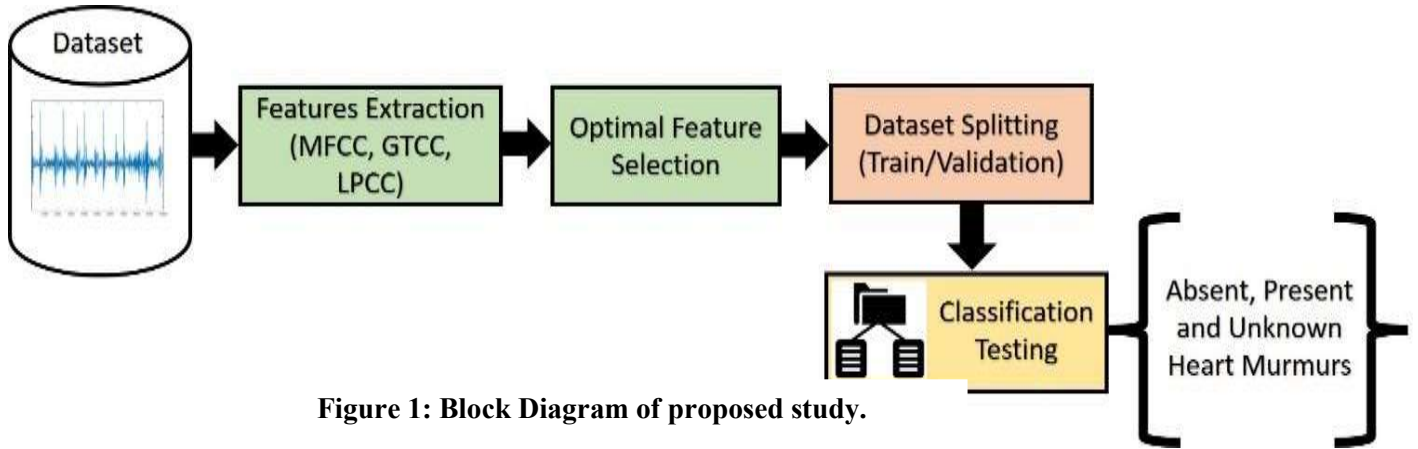 Dataset
Features Extraction
(MFCC, GTCC,
LPCC)
Optimal Feature
Selection
Dataset Splitting
(Train/Validation)
Classification
Testing
Absent, Present
and Unknown
Heart Murmurs
Figure 1: Block Diagram of proposed study.